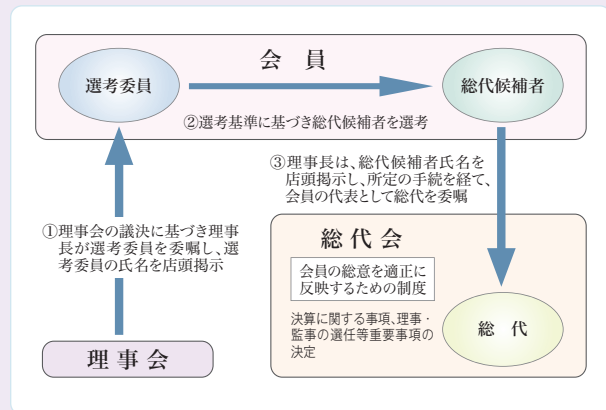 会 員
選考委員
総代候補者
②選考基準に基づき総代候補者を選考
③理事長は、総代候補者氏名を
店頭掲示し、所定の手続を経て、
会員の代表として総代を委嘱
①理事会の議決に基づき理事
長が選考委員を委嘱し、選
考委員の氏名を店頭掲示
総 代 会
会員の総意を適正に
反映するための制度
決算に関する事項、理事・
監事の選任等重要事項の
決定
総 代
理 事 会